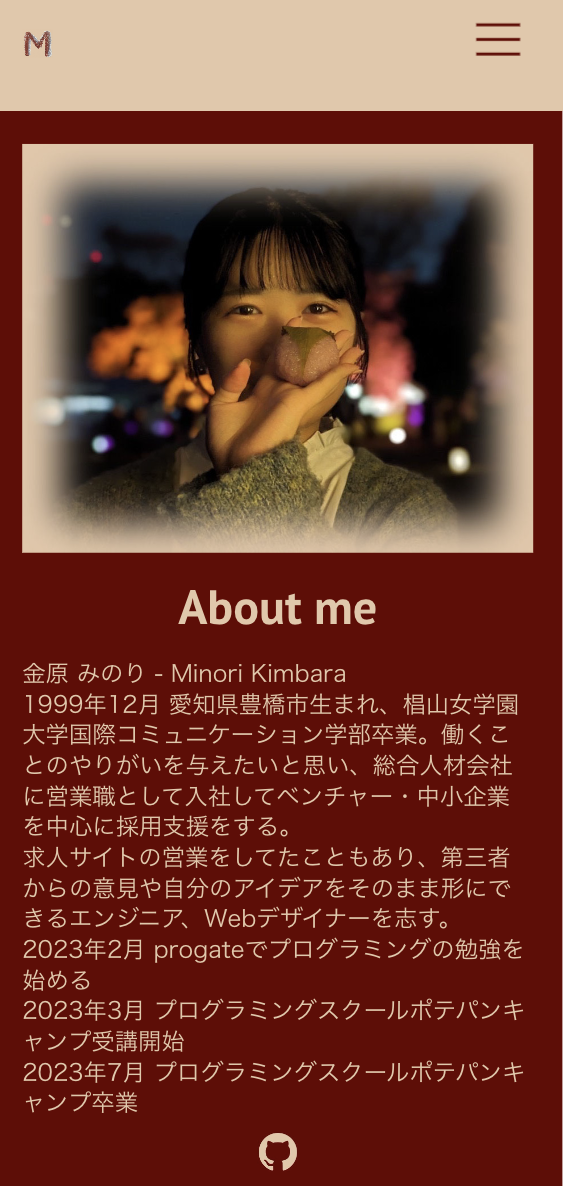 M
About me
金原 みのり - Minori Kimbara
1999年12月 愛知県豊橋市生まれ、椙山女学園
大学国際コミュニケーション学部卒業。働くこ
とのやりがいを与えたいと思い、総合人材会社
に営業職として入社してベンチャー・中小企業
を中心に採用支援をする。
求人サイトの営業をしてたこともあり、第三者
からの意見や自分のアイデアをそのまま形にで
きるエンジニア、Webデザイナーを志す。
2023年2月 progateでプログラミングの勉強を
始める
2023年3月 プログラミングスクールポテパンキ
ャンプ受講開始
2023年7月 プログラミングスクールポテパンキ
ャンプ卒業